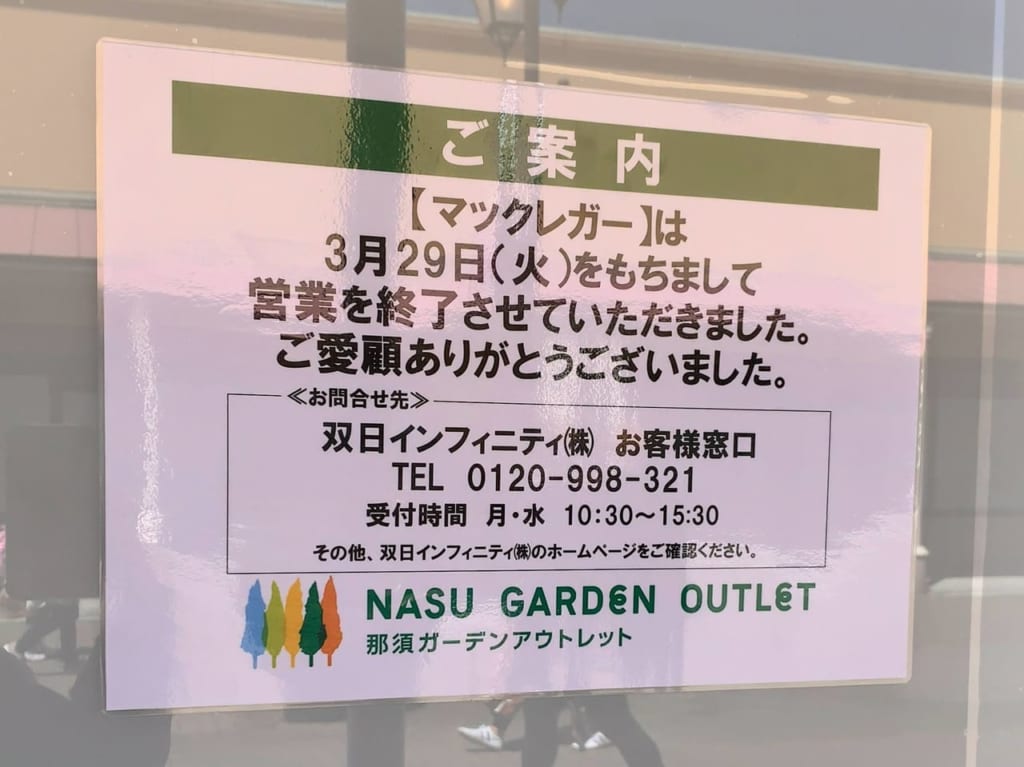 ご案内
【マックレガー】は
3月29日(火)をもちまして
営業を終了させていただきました。
ご愛顧ありがとうございました。
≪お問合せ先≫
双日インフィニティ㈱ お客様窓口
TEL 0120-998-321
受付時間 月・水 10:30～15:30
その他、双日インフィニティ㈱のホームページをご確認ください。
NASU GARDEN OUTLET
那須ガーデンアウトレット